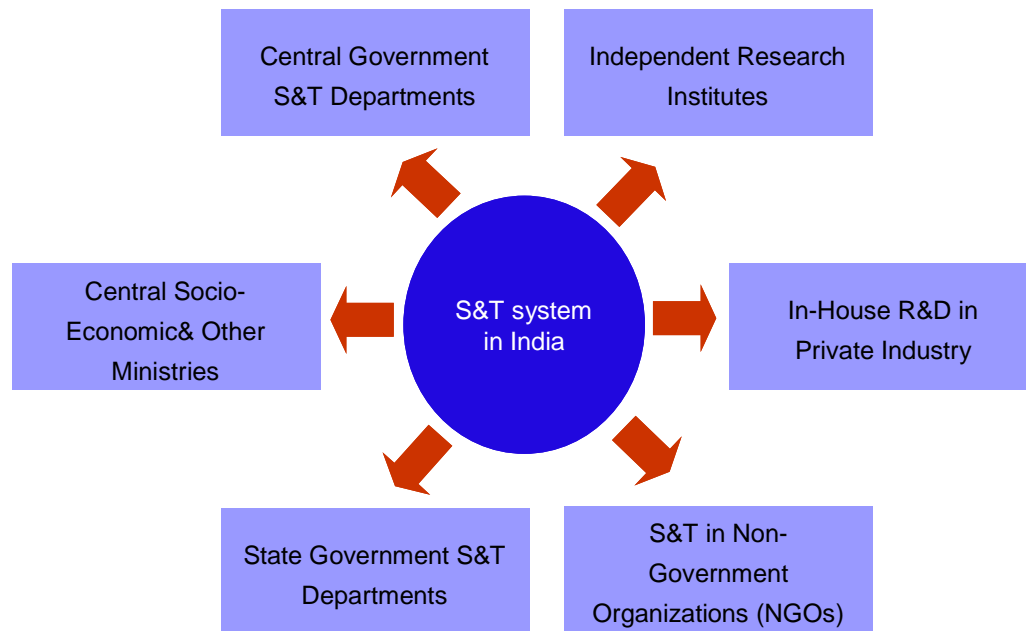 Central Government
S&T Departments
Independent Research
Institutes
Central Socio-
Economic& Other
Ministries
S&T system
in India
In-House R&D in
Private Industry
State Government S&T
Departments
S&T in Non-
Government
Organizations (NGOs)